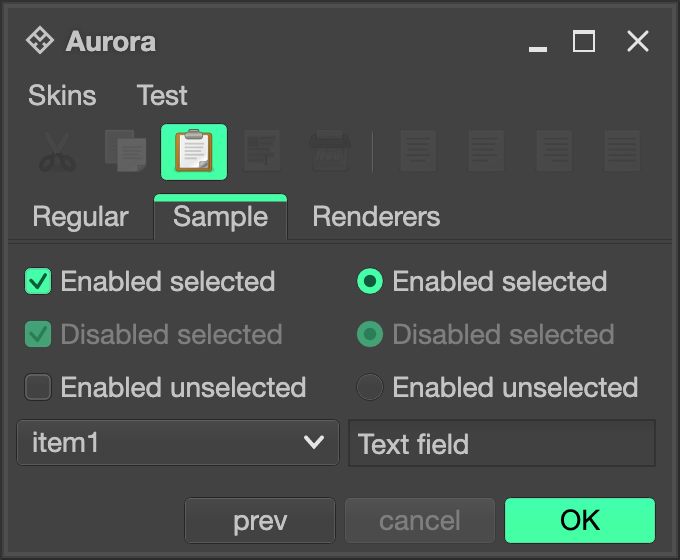 Aurora
Skins Test
Regular Sample Renderers
Enabled selected Enabled selected
Disabled selected Disabled selected
Enabled unselected Enabled unselected
item1 Text field
prev cancel OK